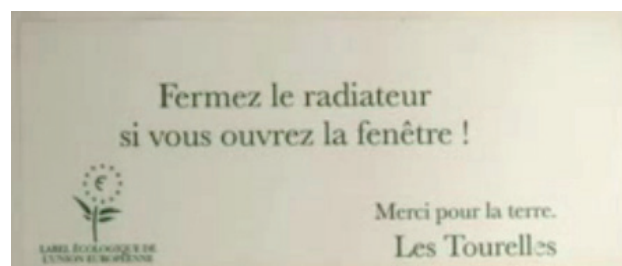 Fermez le radiateur
si vous ouvrez la fenêtre !
Merci pour la terre.
Les Tourelles
LABEL ÉCOLOGIQUE DE
L'UNION EUROPÉENNE